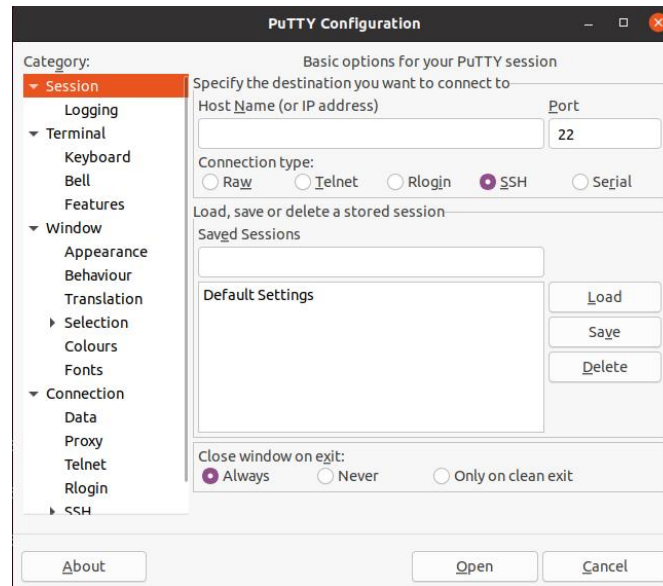 PuTTY Configuration
Category:
Session
Logging
Terminal
Keyboard
Bell
Features
Window
Appearance
Behaviour
Translation
Selection
Colours
Fonts
Connection
Data
Proxy
Telnet
Rlogin
SSH
Basic options for your PuTTY session
Specify the destination you want to connect to
Host Name (or IP address) Port
22
Connection type:
Raw Telnet Rlogin SSH Serial
Load, save or delete a stored session
Saved Sessions
Default Settings
Load
Save
Delete
Close window on exit:
Always Never Only on clean exit
About Open Cancel